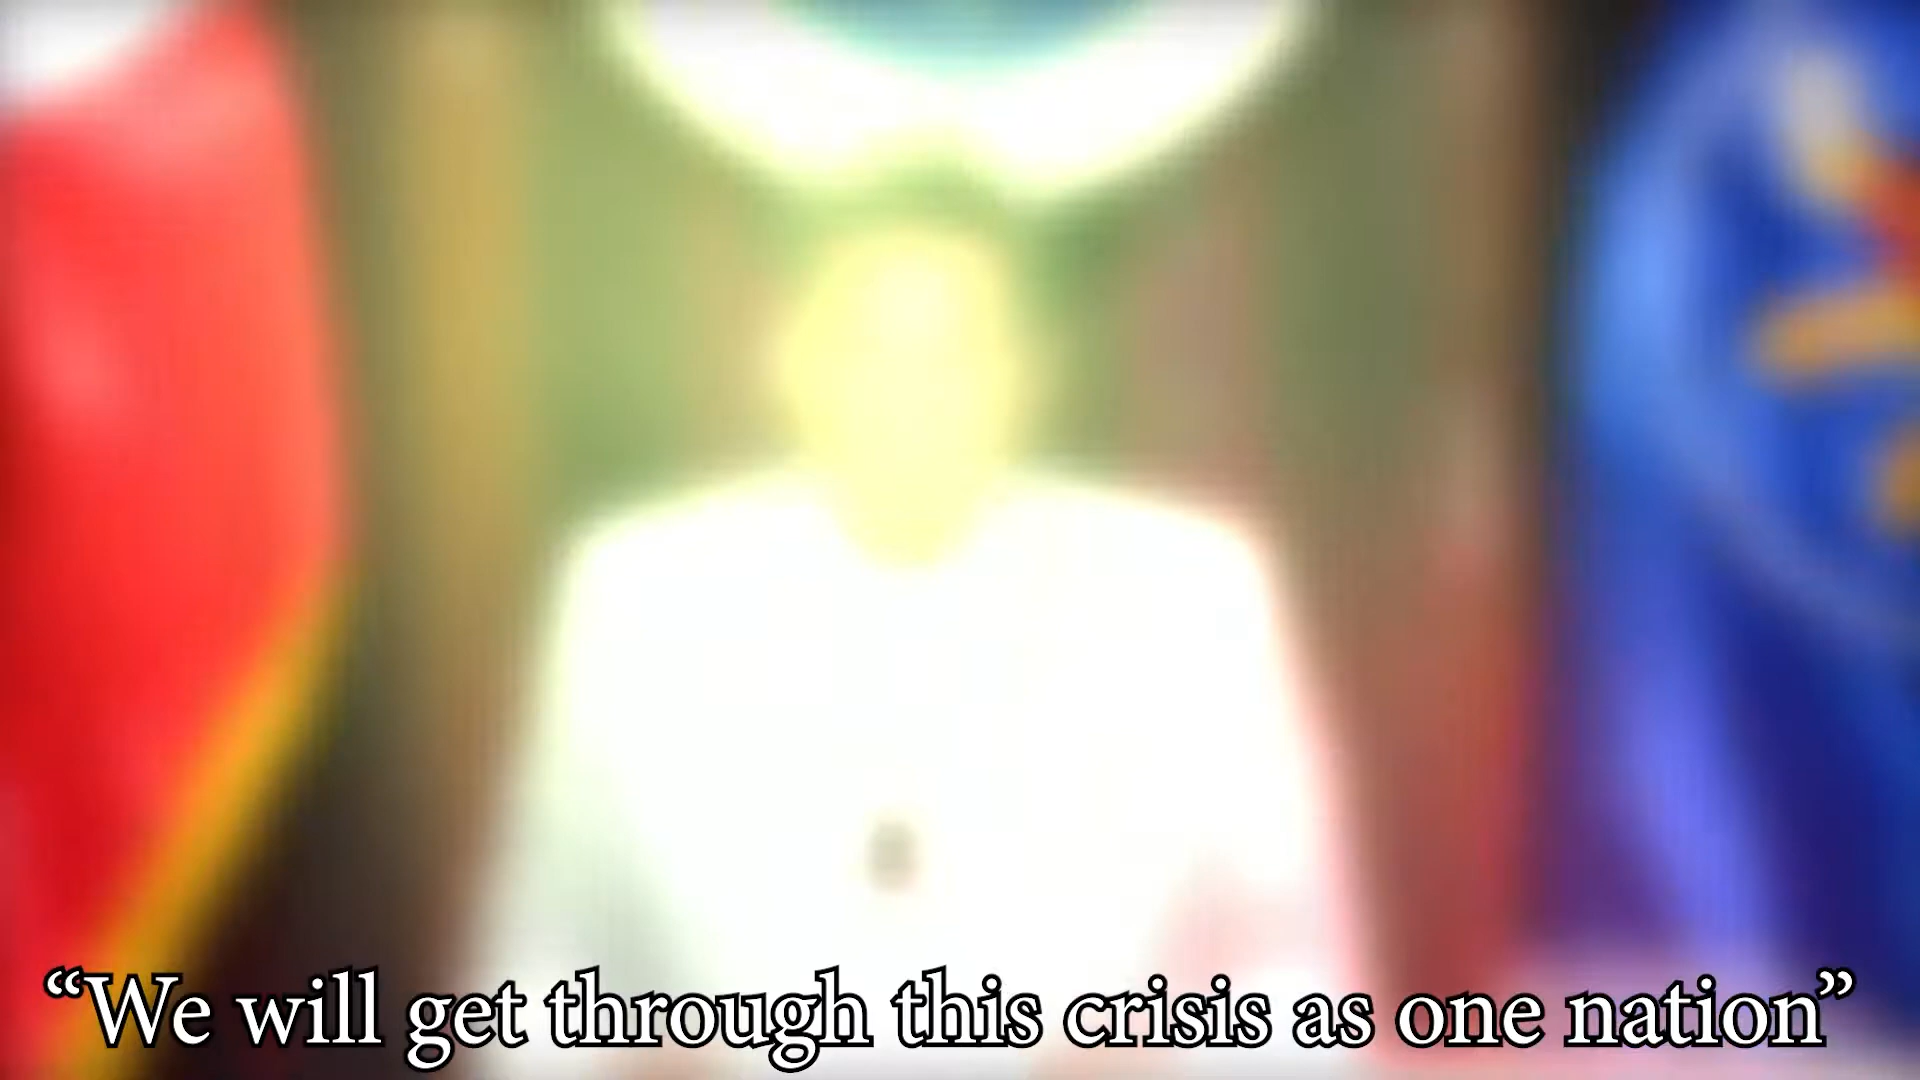 “We will get through this crisis as one nation”